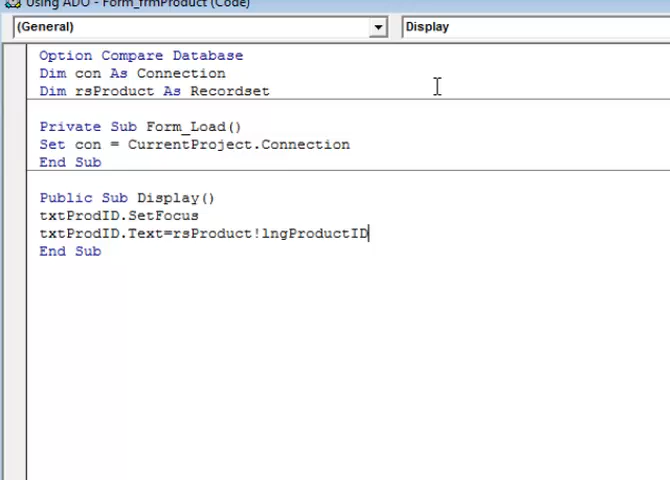 Using ADO - Form_frmProduct (Code)
(General)
Display
Option Compare Database
Dim con As Connection
Dim rsProduct As Recordset
Private Sub Form_Load()
Set con = CurrentProject.Connection
End Sub
Public Sub Display()
txtProdID.SetFocus
txtProdID.Text=rsProduct!lngProductID
End Sub